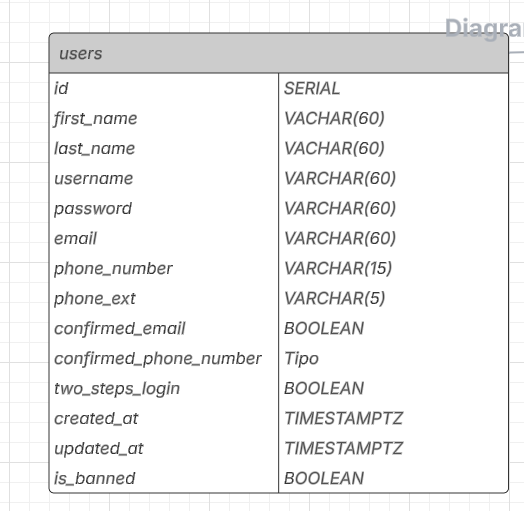 users
id SERIAL
first_name VACHAR(60)
last_name VACHAR(60)
username VARCHAR(60)
password VARCHAR(60)
email VARCHAR(60)
phone_number VARCHAR(15)
phone_ext VARCHAR(5)
confirmed_email BOOLEAN
confirmed_phone_number Tipo
two_steps_login BOOLEAN
created_at TIMESTAMPTZ
updated_at TIMESTAMPTZ
is_banned BOOLEAN